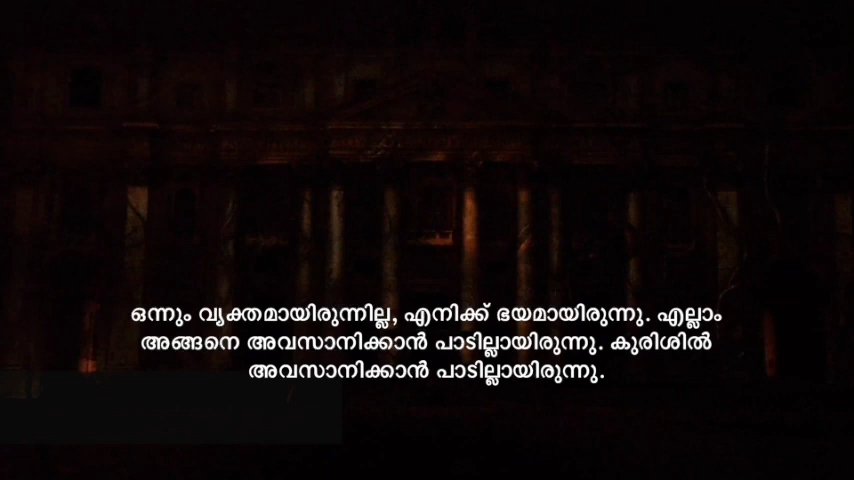 ഒന്നും വ്യക്തമായിരുന്നില്ല, എനിക്ക് ഭയമായിരുന്നു. എല്ലാം
അങ്ങനെ അവസാനിക്കാൻ പാടില്ലായിരുന്നു. കുരിശിൽ
അവസാനിക്കാൻ പാടില്ലായിരുന്നു.